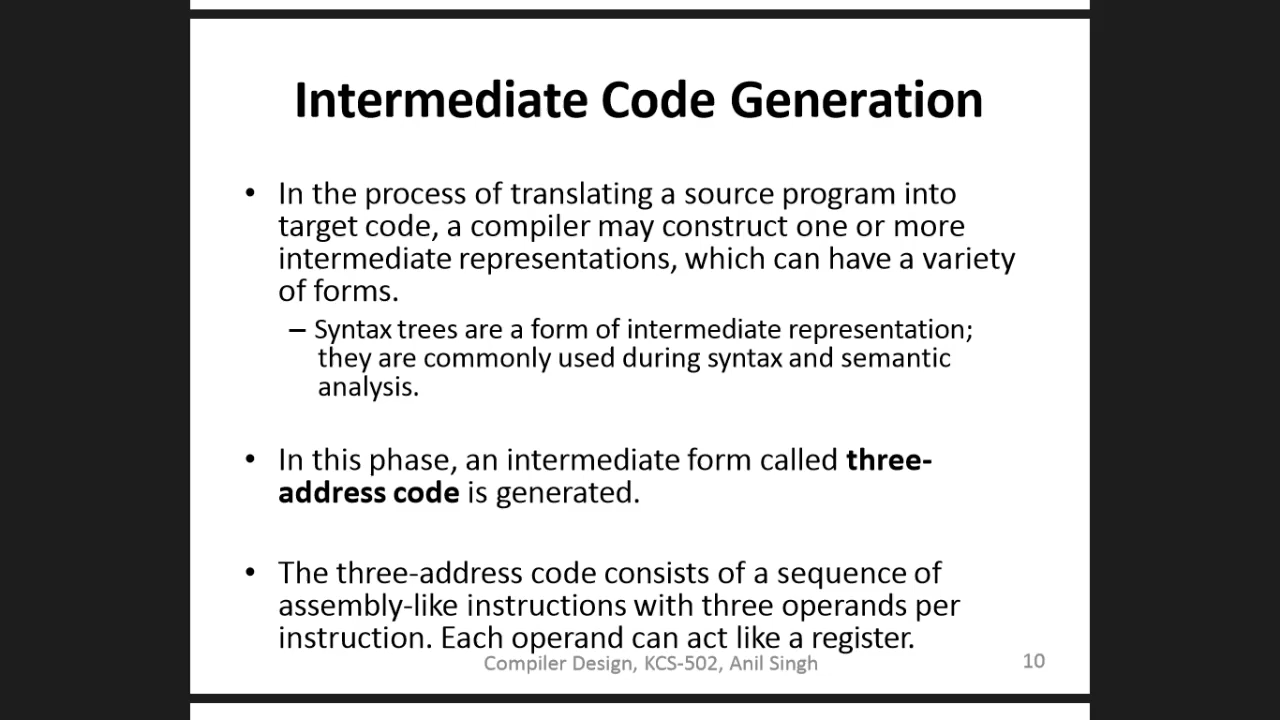 Intermediate Code Generation
• In the process of translating a source program into
target code, a compiler may construct one or more
intermediate representations, which can have a variety
of forms.
– Syntax trees are a form of intermediate representation;
they are commonly used during syntax and semantic
analysis.
• In this phase, an intermediate form called three-
address code is generated.
• The three-address code consists of a sequence of
assembly-like instructions with three operands per
instruction. Each operand can act like a register.
Compiler Design, KCS-502, Anil Singh
10